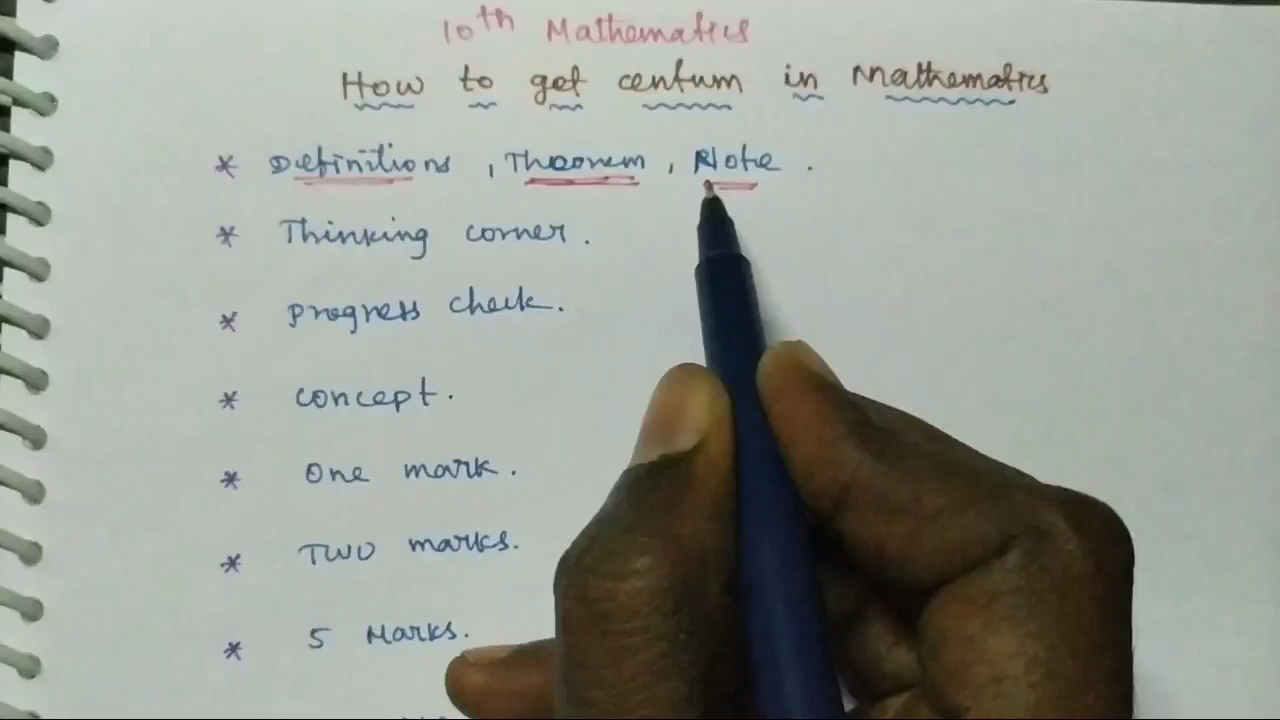 10th Mathematics
How to get centum in Mathematics
* Definitions , Theorem , Note .
* Thinking corner .
* Progress check .
* concept .
* One mark .
* Two marks .
* 5 Marks .